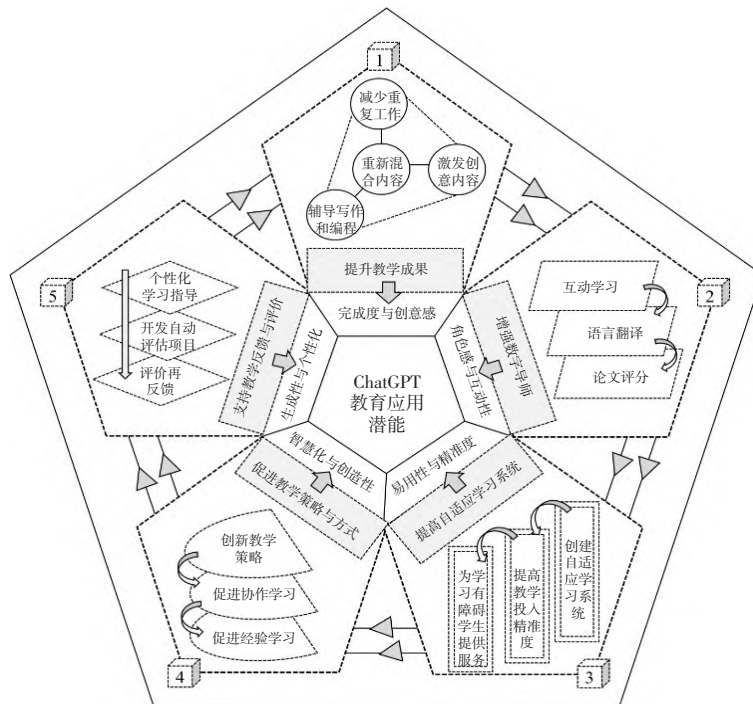 1
减少重
复工作
重新混
合内容
激发创
意内容
辅导写作
和编程
提升教学成果
完成度与创意感
2
互动学习
语言翻译
论文评分
增强数字导师
角色感与互动性
3
创建
自适
应学
习系
统
提高
教学
投入
精准
度
为学
习有
障碍
学生
提供
服务
提高自适应学习系统
易用性与精准度
4
创新教学
策略
促进协作学习
促进经验学习
促进教学策略与方式
智慧化与创造性
5
个性化
学习指导
开发自动
评估项目
评价再
反馈
支持教学反馈与评价
生成性与个性化
ChatGPT
教育应用
潜能